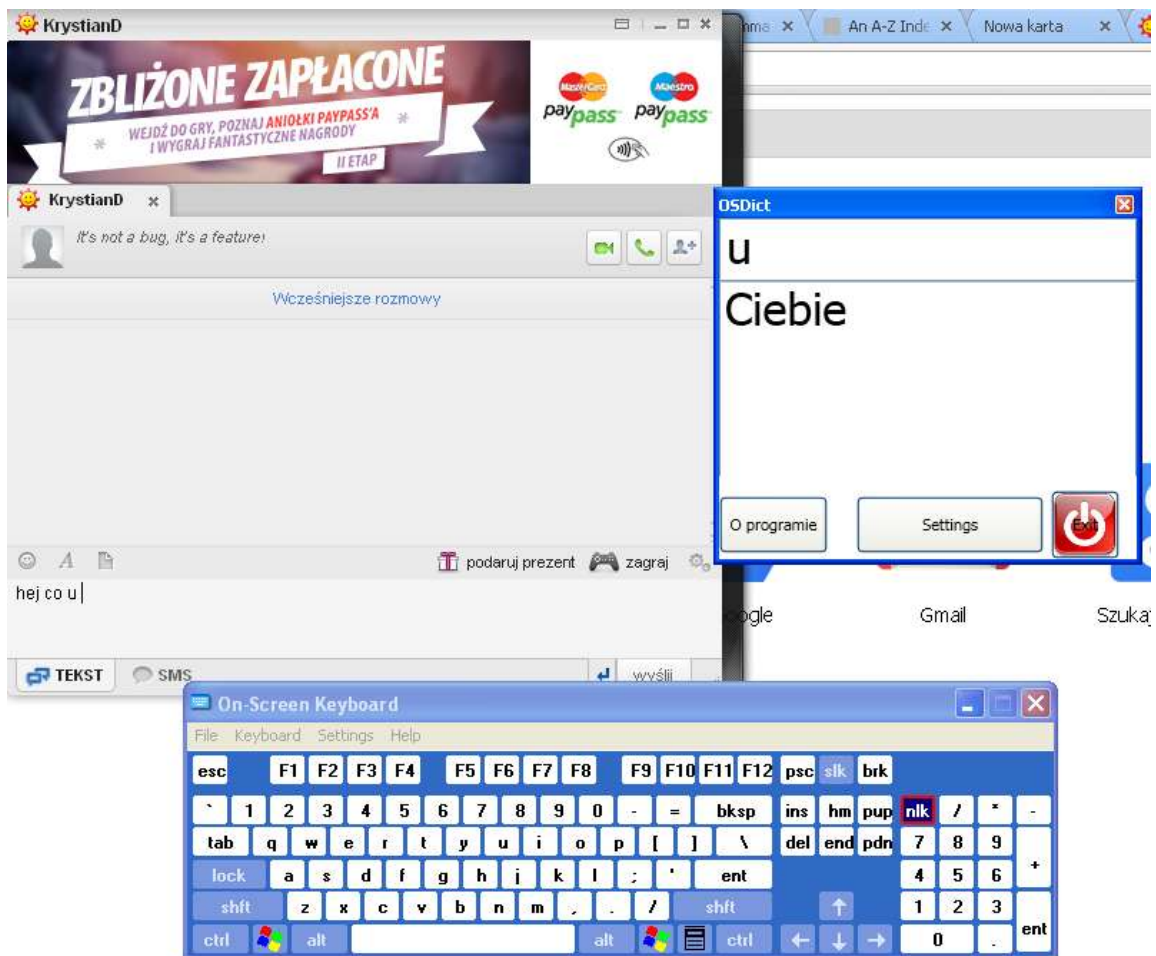 KrystianD
ZBLIŻONE ZAPŁACONE
WEJDŹ DO GRY, POZNAJ ANIOŁKI PAYPASS'A
I WYGRAJ FANTASTYCZNE NAGRODY
II ETAP
MasterCard Maestro
paypass paypass
KrystianD
It's not a bug, it's a feature!
Wcześniejsze rozmowy
podaruj prezent zagraj
hej co u
TEKST SMS wyślij
An A-Z Inde Nowa karta
OSDict
u
Ciebie
O programie Settings Exit
ogle Gmail Szukaj
On-Screen Keyboard
File Keyboard Settings Help
esc F1 F2 F3 F4 F5 F6 F7 F8 F9 F10 F11 F12 psc slk brk
` 1 2 3 4 5 6 7 8 9 0 - = bksp ins hm pup nlk / * -
tab q w e r t y u i o p [ ] \ del end pdn 7 8 9 +
lock a s d f g h j k l ; ' ent 4 5 6
shft z x c v b n m , . / shft ↑ 1 2 3 ent
ctrl alt alt ctrl ← ↓ → 0 .